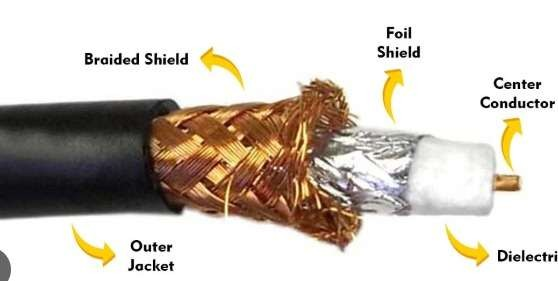 Braided Shield
Foil
Shield
Center
Conductor
Outer
Jacket
Dielectri